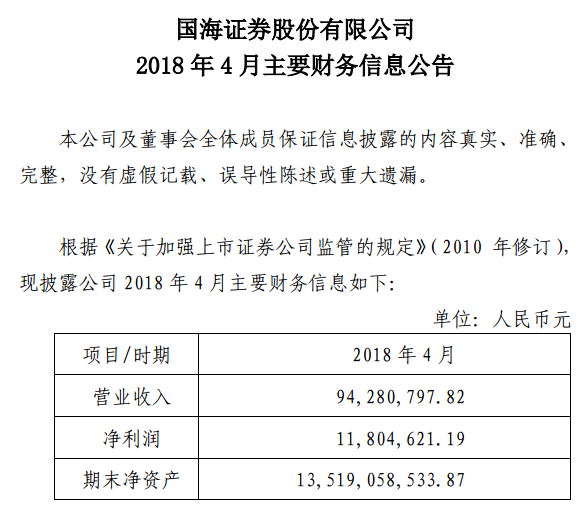 国海证券股份有限公司
2018 年 4 月主要财务信息公告
本公司及董事会全体成员保证信息披露的内容真实、准确、
完整，没有虚假记载、误导性陈述或重大遗漏。
根据《关于加强上市证券公司监管的规定》（2010 年修订），
现披露公司 2018 年 4 月主要财务信息如下：
单位：人民币元
项目/时期 2018 年 4 月
营业收入 94,280,797.82
净利润 11,804,621.19
期末净资产 13,519,058,533.87